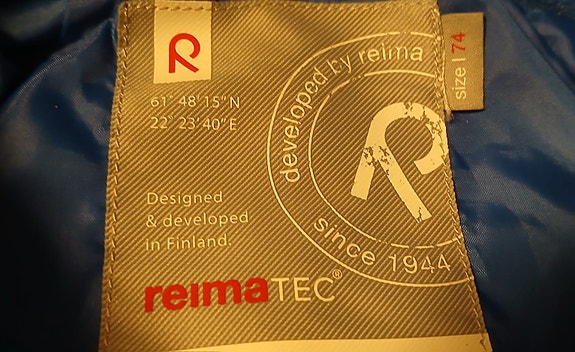 R
61° 48' 15" N
22° 23' 40" E
Designed
& developed
in Finland.
reimaTEC®
developed by reima
R
since 1944
size | 74